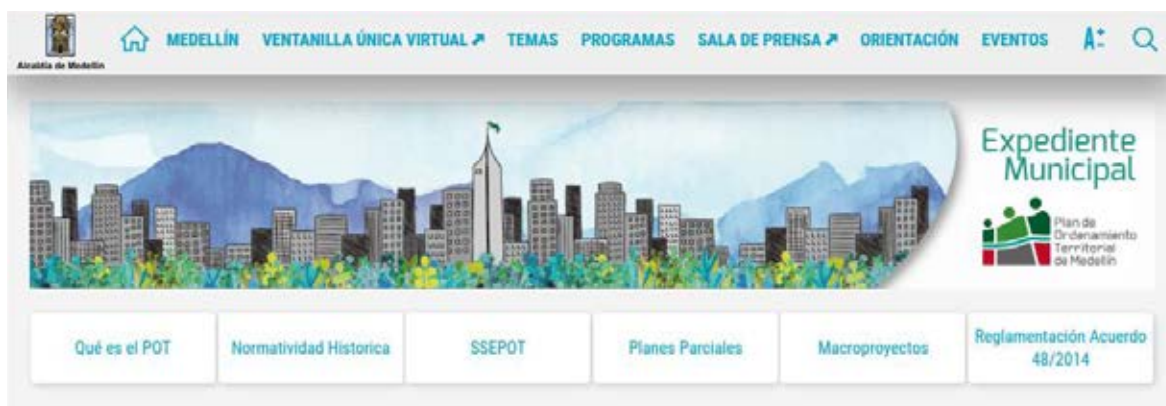 Alcaldía de Medellín
MEDELLÍN VENTANILLA ÚNICA VIRTUAL TEMAS PROGRAMAS SALA DE PRENSA ORIENTACIÓN EVENTOS A+-
Expediente
Municipal
Plan de
Ordenamiento
Territorial
de Medellín
Qué es el POT
Normatividad Historica
SSEPOT
Planes Parciales
Macroproyectos
Reglamentación Acuerdo
48/2014